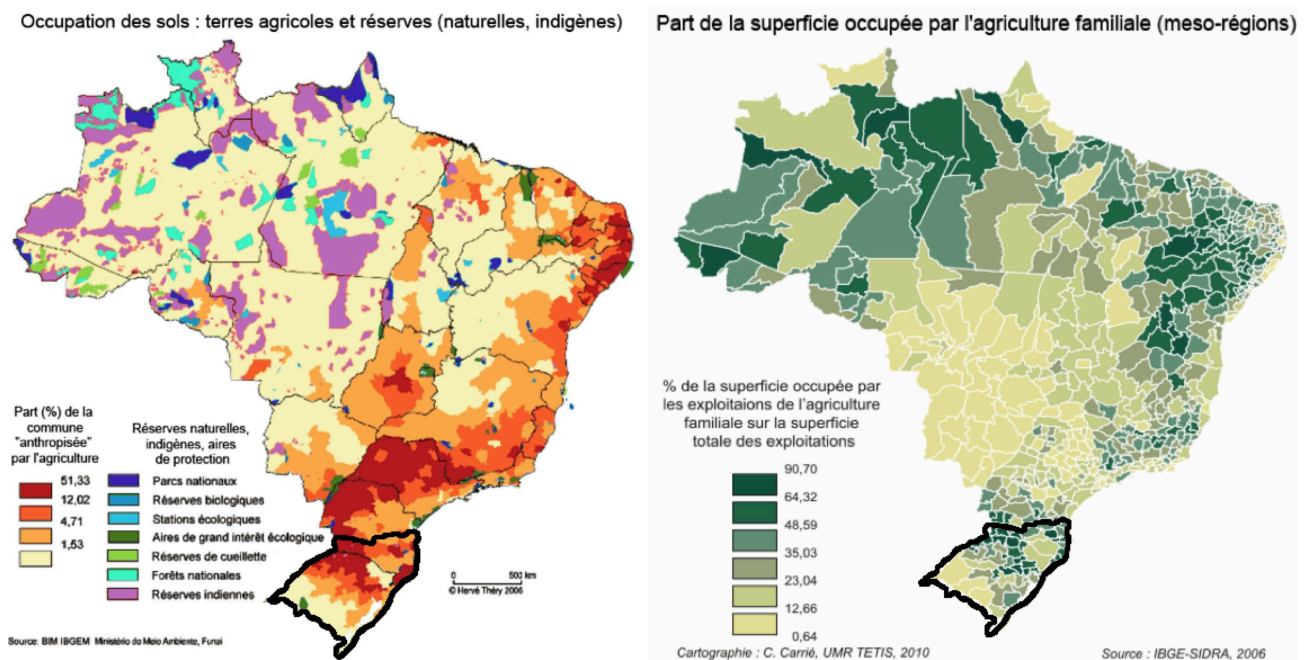 Occupation des sols : terres agricoles et réserves (naturelles, indigènes)
Part (%) de la
commune
"anthropisée"
par l'agriculture
51,33
12,02
4,71
1,53
Réserves naturelles,
indigènes, aires
de protection
Parcs nationaux
Réserves biologiques
Stations écologiques
Aires de grand intérêt écologique
Réserves de cueillette
Forêts nationales
Réserves indiennes
0 500 km
© Hervé Théry 2006
Source: BIM IBGEM Ministério do Meio Ambiente, Funai
Part de la superficie occupée par l'agriculture familiale (meso-régions)
% de la superficie occupée par
les exploitaions de l'agriculture
familiale sur la superficie
totale des exploitations
90,70
64,32
48,59
35,03
23,04
12,66
0,64
Cartographie : C. Carrié, UMR TETIS, 2010
Source : IBGE-SIDRA, 2006